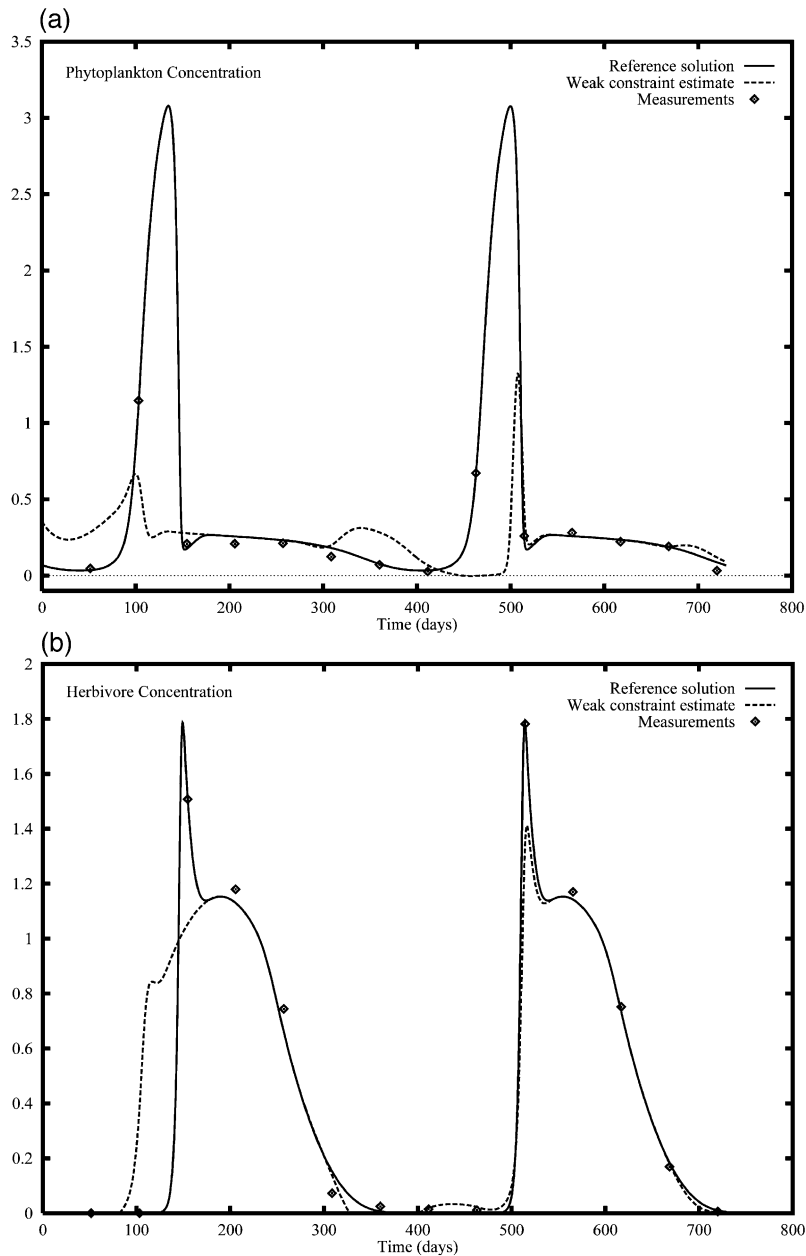 (a)
3.5
3
2.5
2
1.5
1
0.5
0
Phytoplankton Concentration
Reference solution
Weak constraint estimate
Measurements
0 100 200 300 400 500 600 700 800
Time (days)
(b)
2
1.8
1.6
1.4
1.2
1
0.8
0.6
0.4
0.2
0
Herbivore Concentration
Reference solution
Weak constraint estimate
Measurements
0 100 200 300 400 500 600 700 800
Time (days)